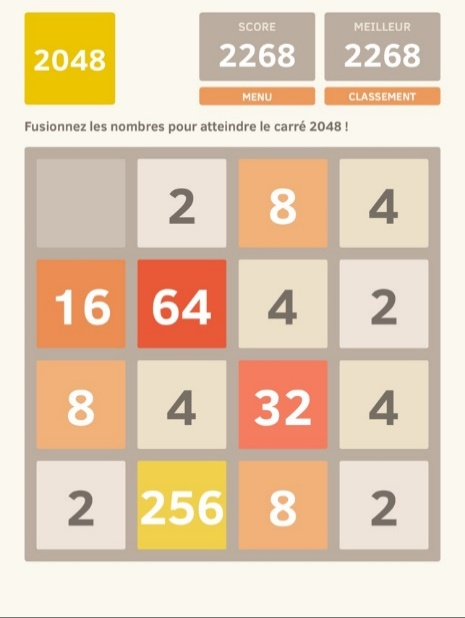 2048
SCORE
2268
MEILLEUR
2268
MENU
CLASSEMENT
Fusionnez les nombres pour atteindre le carré 2048 !
2 8 4
16 64 4 2
8 4 32 4
2 256 8 2